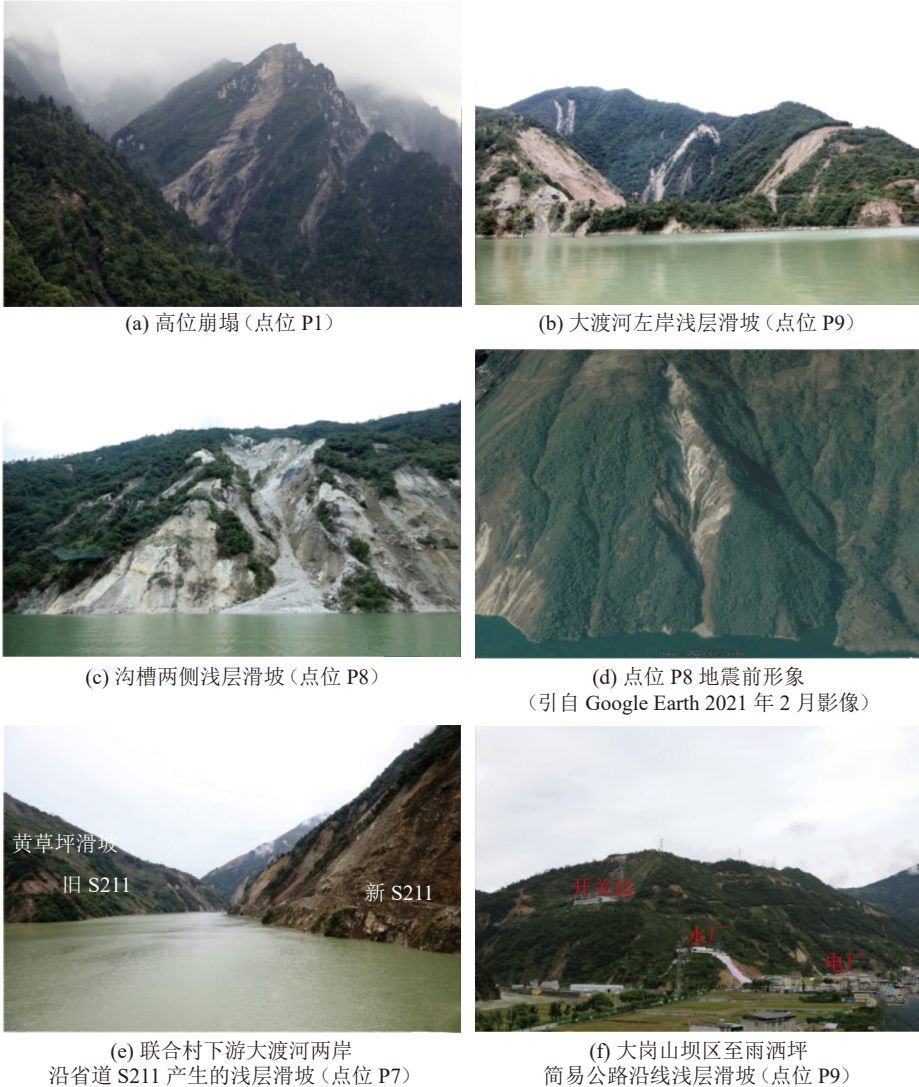 (a) 高位崩塌（点位 P1）
(b) 大渡河左岸浅层滑坡（点位 P9）
(c) 沟槽两侧浅层滑坡（点位 P8）
(d) 点位 P8 地震前形象
（引自 Google Earth 2021 年 2 月影像）
黄草坪滑坡
旧 S211
新 S211
开关站
水厂
电厂
(e) 联合村下游大渡河两岸
沿省道 S211 产生的浅层滑坡（点位 P7）
(f) 大岗山坝区至雨洒坪
简易公路沿线浅层滑坡（点位 P9）